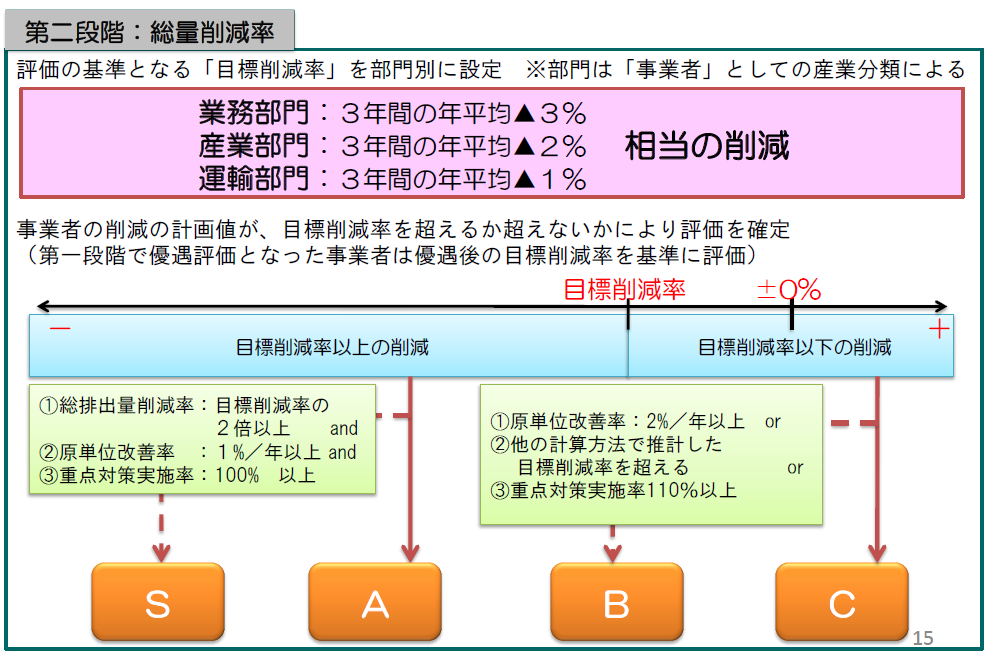 第二段階：総量削減率
評価の基準となる「目標削減率」を部門別に設定　※部門は「事業者」としての産業分類による
業務部門：３年間の年平均▲３％
産業部門：３年間の年平均▲２％　相当の削減
運輸部門：３年間の年平均▲１％
事業者の削減の計画値が、目標削減率を超えるか超えないかにより評価を確定
（第一段階で優遇評価となった事業者は優遇後の目標削減率を基準に評価）
目標削減率　±０％
－　＋
目標削減率以上の削減　目標削減率以下の削減
①総排出量削減率：目標削減率の
２倍以上　and
②原単位改善率　：１%／年以上 and
③重点対策実施率：100%　以上
①原単位改善率：2%／年以上　or
②他の計算方法で推計した
目標削減率を超える　or
③重点対策実施率110％以上
S　A　B　C
15